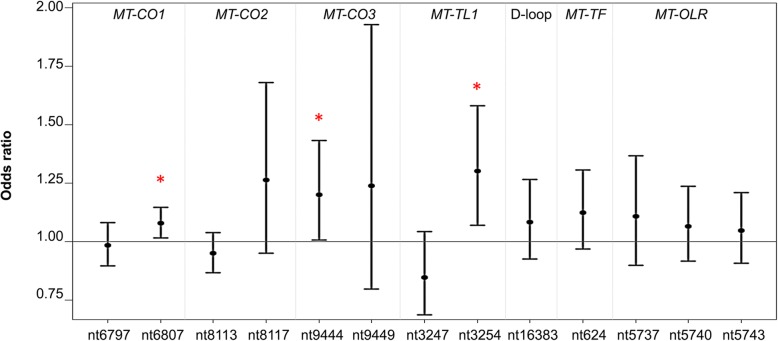 MT-CO1 MT-CO2 MT-CO3 MT-TL1 D-loop MT-TF MT-OLR
Odds ratio
2.00
1.75
1.50
1.25
1.00
0.75
* * *
nt6797 nt6807 nt8113 nt8117 nt9444 nt9449 nt3247 nt3254 nt16383 nt624 nt5737 nt5740 nt5743